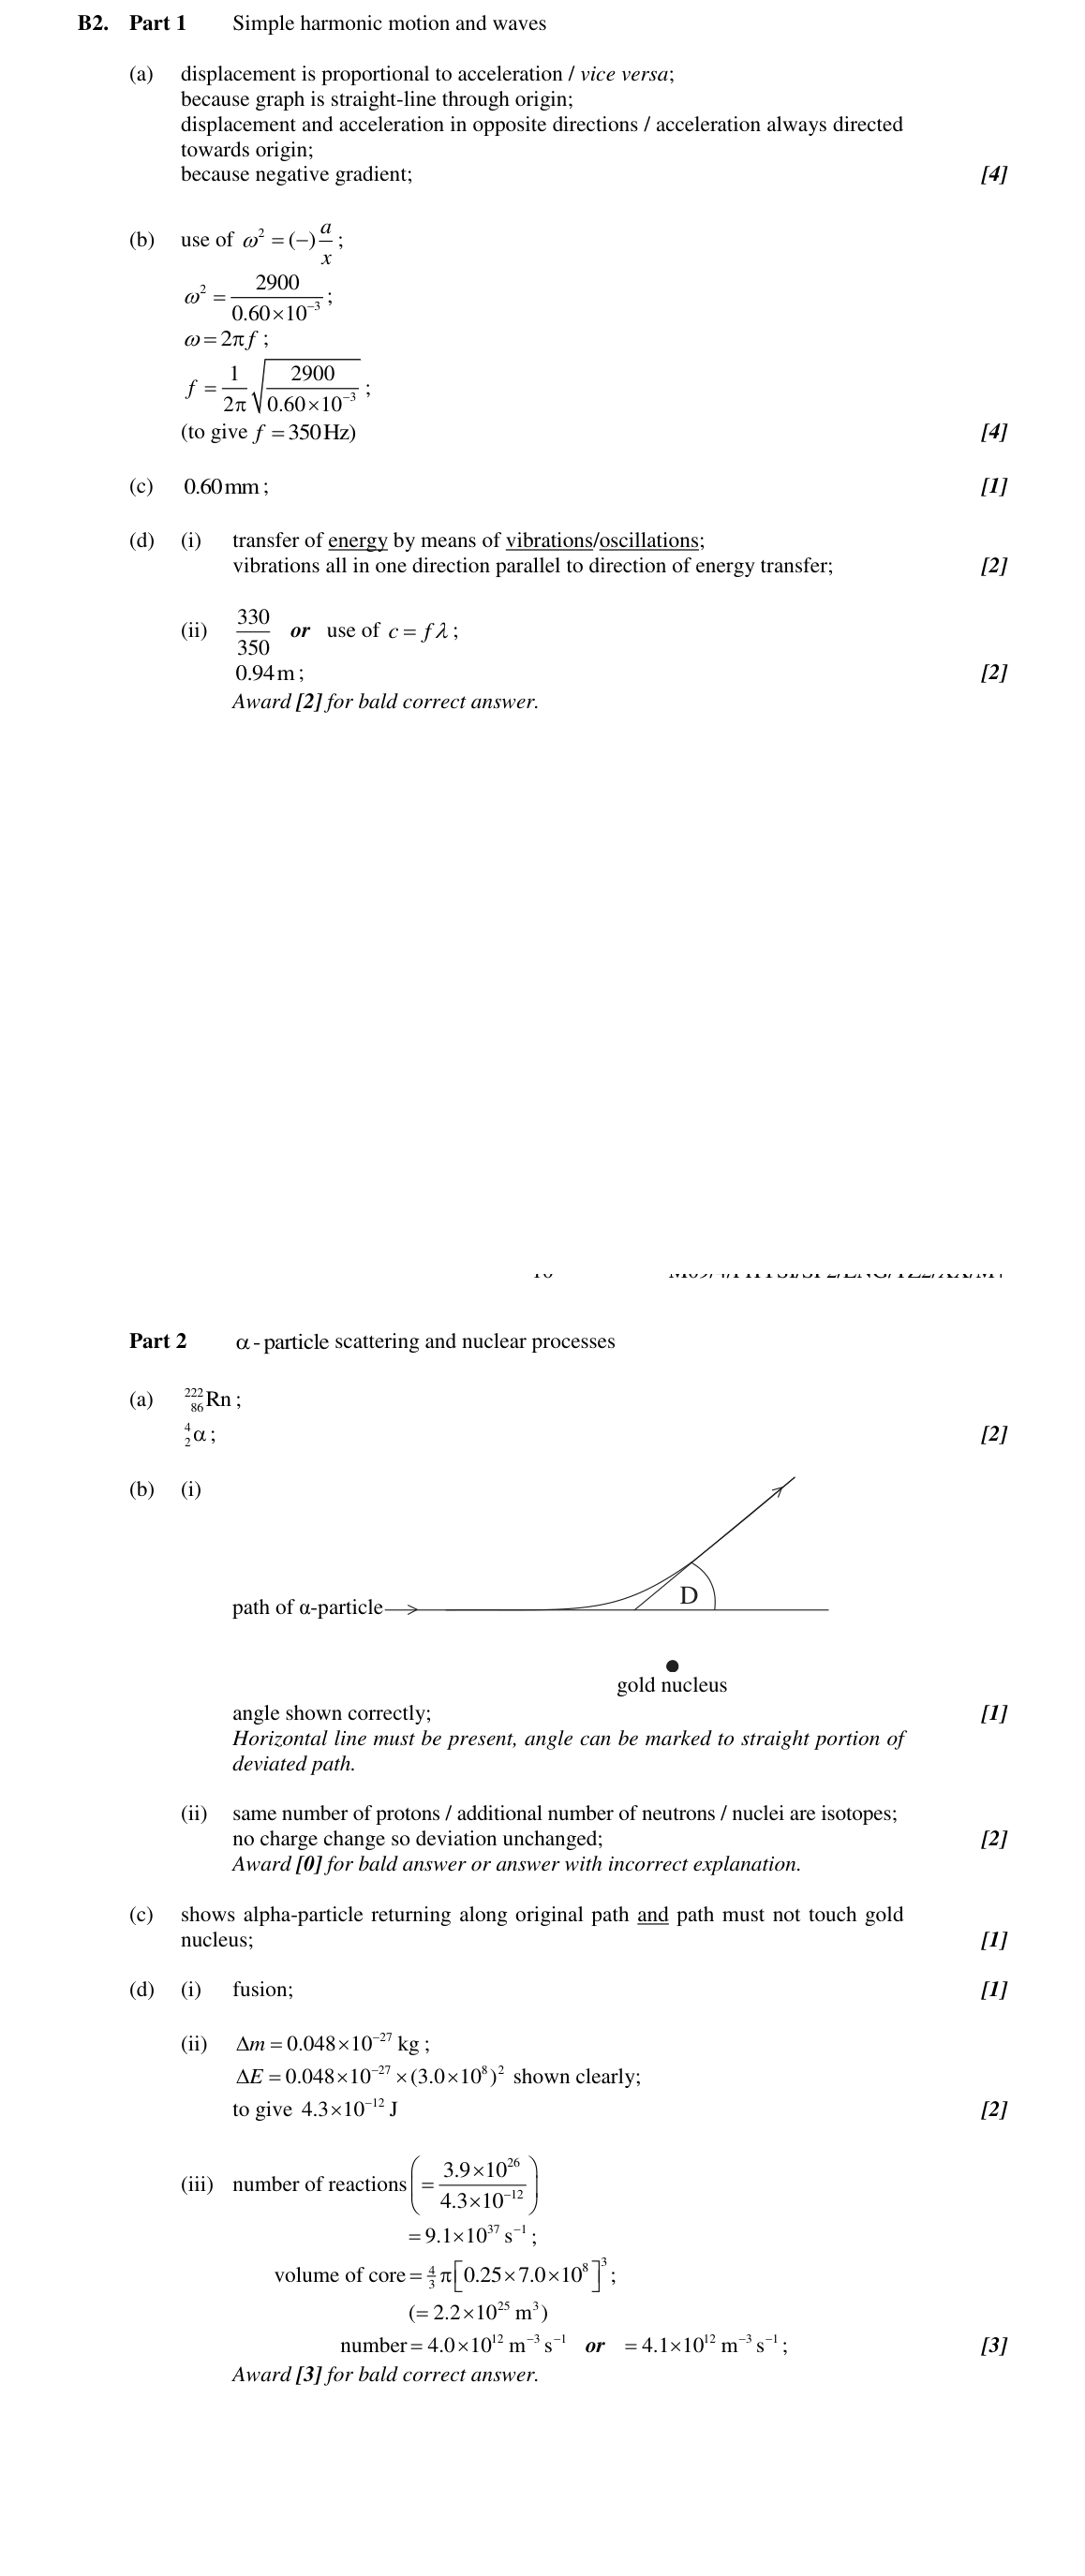 B2. Part 1 Simple harmonic motion and waves
(a) displacement is proportional to acceleration / vice versa;
because graph is straight-line through origin;
displacement and acceleration in opposite directions / acceleration always directed
towards origin;
because negative gradient; [4]
(b) use of ω² = (−) a/x ;
ω² = 2900 / 0.60×10⁻³ ;
ω = 2πf ;
f = 1/2π √(2900 / 0.60×10⁻³) ;
(to give f = 350 Hz) [4]
(c) 0.60 mm ; [1]
(d) (i) transfer of energy by means of vibrations/oscillations;
vibrations all in one direction parallel to direction of energy transfer; [2]
(ii) 330/350 or use of c = fλ ;
0.94 m ; [2]
Award [2] for bald correct answer.
Part 2 α - particle scattering and nuclear processes
(a) ²²²₈₆Rn ;
⁴₂α ; [2]
(b) (i)
D
path of α-particle
gold nucleus
angle shown correctly; [1]
Horizontal line must be present, angle can be marked to straight portion of
deviated path.
(ii) same number of protons / additional number of neutrons / nuclei are isotopes;
no charge change so deviation unchanged; [2]
Award [0] for bald answer or answer with incorrect explanation.
(c) shows alpha-particle returning along original path and path must not touch gold
nucleus; [1]
(d) (i) fusion; [1]
(ii) Δm = 0.048×10⁻²⁷ kg ;
ΔE = 0.048×10⁻²⁷ ×(3.0×10⁸)² shown clearly;
to give 4.3×10⁻¹² J [2]
(iii) number of reactions (= 3.9×10²⁶ / 4.3×10⁻¹²)
= 9.1×10³⁷ s⁻¹ ;
volume of core = 4/3 π[0.25×7.0×10⁸]³ ;
(= 2.2×10²⁵ m³)
number = 4.0×10¹² m⁻³ s⁻¹ or = 4.1×10¹² m⁻³ s⁻¹ ; [3]
Award [3] for bald correct answer.